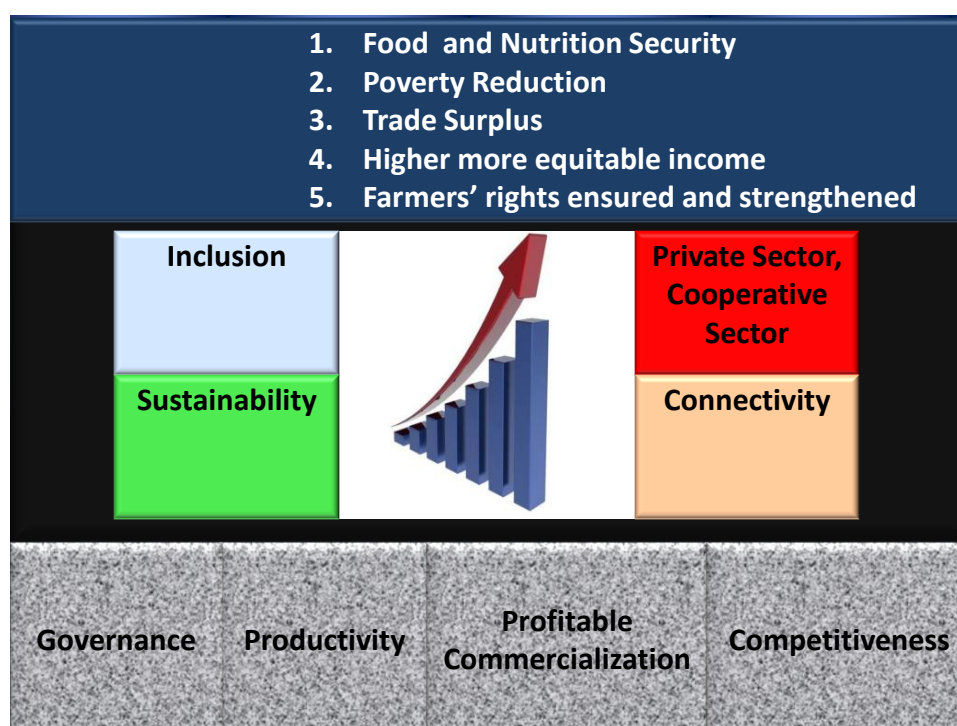 1. Food and Nutrition Security
2. Poverty Reduction
3. Trade Surplus
4. Higher more equitable income
5. Farmers’ rights ensured and strengthened
Inclusion
Private Sector,
Cooperative
Sector
Sustainability
Connectivity
Governance
Productivity
Profitable
Commercialization
Competitiveness